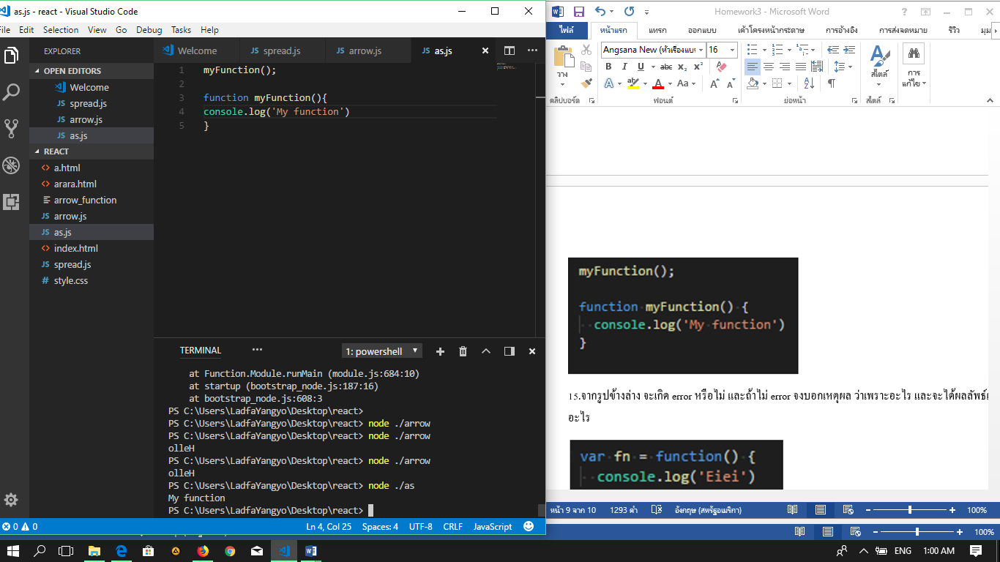 as.js - react - Visual Studio Code
File Edit Selection View Go Debug Tasks Help
EXPLORER
OPEN EDITORS
Welcome
spread.js
arrow.js
as.js
REACT
a.html
arara.html
arrow_function
arrow.js
as.js
index.html
spread.js
style.css
Welcome JS spread.js JS arrow.js JS as.js
1 myFunction();
2
3 function myFunction(){
4 console.log('My function')
5 }
TERMINAL 1: powershell
at Function.Module.runMain (module.js:684:10)
at startup (bootstrap_node.js:187:16)
at bootstrap_node.js:608:3
PS C:\Users\LadfaYangyo\Desktop\react>
PS C:\Users\LadfaYangyo\Desktop\react> node ./arrow
PS C:\Users\LadfaYangyo\Desktop\react> node ./arrow
olleH
PS C:\Users\LadfaYangyo\Desktop\react> node ./arrow
olleH
PS C:\Users\LadfaYangyo\Desktop\react> node ./as
My function
PS C:\Users\LadfaYangyo\Desktop\react>
0 0 Ln 4, Col 25 Spaces: 4 UTF-8 CRLF JavaScript
Homework3 - Microsoft Word
ไฟล์ หน้าแรก แทรก ออกแบบ เค้าโครงหน้ากระดาษ การอ้างอิง การส่งจดหมาย รีวิว มุม
Angsana New (หัวเรื่องแบบ 16
วาง
สไตล์
การแก้ไข
คลิปบอร์ด ฟอนต์ ย่อหน้า สไตล์
myFunction();
function myFunction() {
console.log('My function')
}
15.จากรูปข้างล่าง จะเกิด error หรือไม่ และถ้าไม่ error จงบอกเหตุผล ว่าเพราะอะไร และจะได้ผลลัพธ์
อะไร
var fn = function() {
console.log('Eiei')
หน้า 9 จาก 10 1293 คำ อังกฤษ (สหรัฐอเมริกา) 100%
100%
ENG 1:00 AM